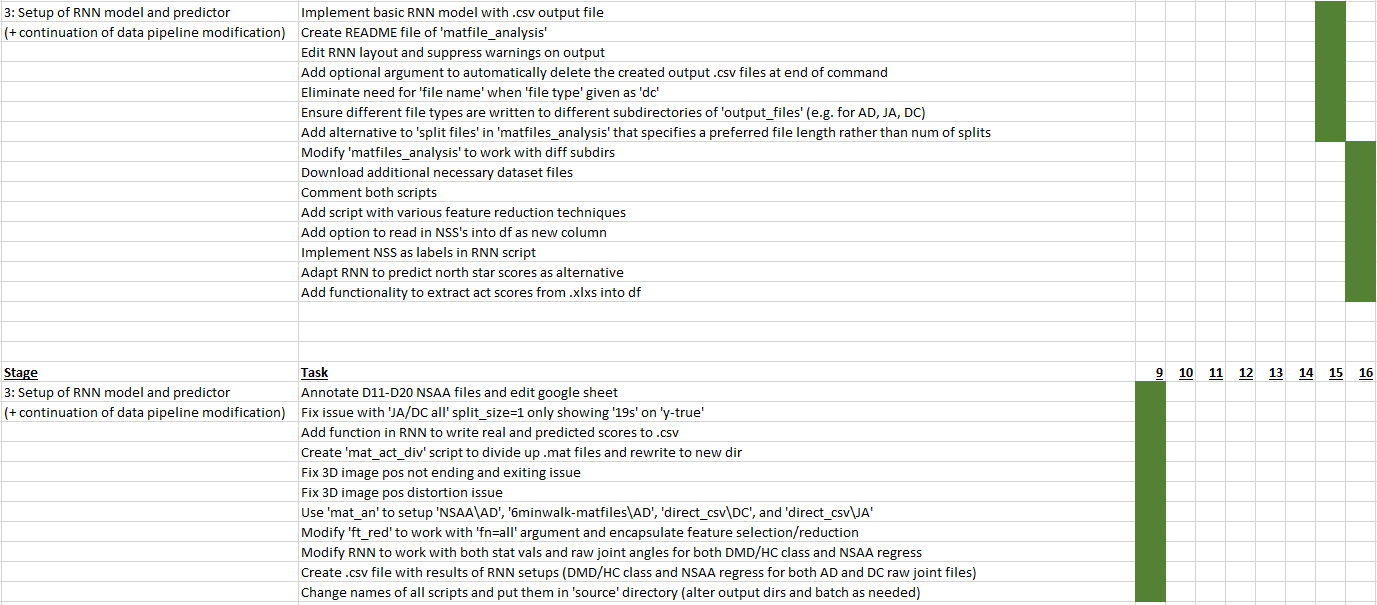 3: Setup of RNN model and predictor Implement basic RNN model with .csv output file
(+ continuation of data pipeline modification) Create README file of 'matfile_analysis'
Edit RNN layout and suppress warnings on output
Add optional argument to automatically delete the created output .csv files at end of command
Eliminate need for 'file name' when 'file type' given as 'dc'
Ensure different file types are written to different subdirectories of 'output_files' (e.g. for AD, JA, DC)
Add alternative to 'split files' in 'matfiles_analysis' that specifies a preferred file length rather than num of splits
Modify 'matfiles_analysis' to work with diff subdirs
Download additional necessary dataset files
Comment both scripts
Add script with various feature reduction techniques
Add option to read in NSS's into df as new column
Implement NSS as labels in RNN script
Adapt RNN to predict north star scores as alternative
Add functionality to extract act scores from .xlxs into df
Stage Task 9 10 11 12 13 14 15 16
3: Setup of RNN model and predictor Annotate D11-D20 NSAA files and edit google sheet
(+ continuation of data pipeline modification) Fix issue with 'JA/DC all' split_size=1 only showing '19s' on 'y-true'
Add function in RNN to write real and predicted scores to .csv
Create 'mat_act_div' script to divide up .mat files and rewrite to new dir
Fix 3D image pos not ending and exiting issue
Fix 3D image pos distortion issue
Use 'mat_an' to setup 'NSAA\AD', '6minwalk-matfiles\AD', 'direct_csv\DC', and 'direct_csv\JA'
Modify 'ft_red' to work with 'fn=all' argument and encapsulate feature selection/reduction
Modify RNN to work with both stat vals and raw joint angles for both DMD/HC class and NSAA regress
Create .csv file with results of RNN setups (DMD/HC class and NSAA regress for both AD and DC raw joint files)
Change names of all scripts and put them in 'source' directory (alter output dirs and batch as needed)